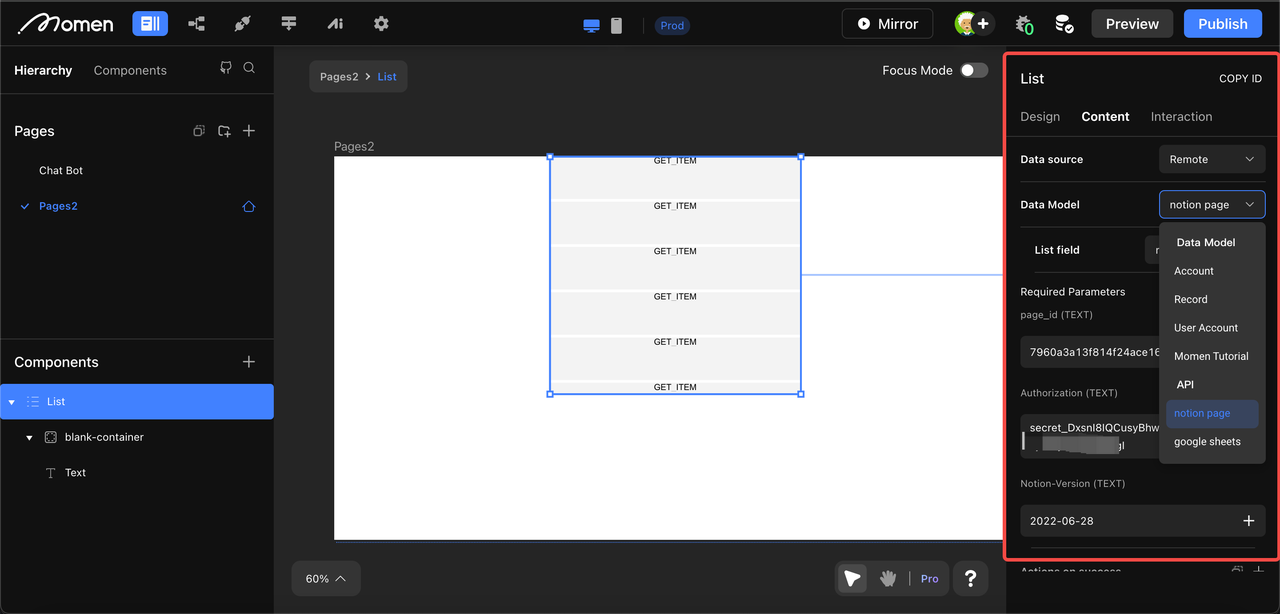 Momen
Ai
Prod
Mirror
0
Preview
Publish
Hierarchy
Components
Pages2 > List
Focus Mode
List
COPY ID
Design
Content
Interaction
Pages
Chat Bot
Pages2
Pages2
GET_ITEM
GET_ITEM
GET_ITEM
GET_ITEM
GET_ITEM
GET_ITEM
Data source
Remote
Data Model
notion page
List field
Data Model
Account
Record
User Account
Momen Tutorial
API
notion page
google sheets
Required Parameters
page_id (TEXT)
7960a3a13f814f24ace16
Authorization (TEXT)
Notion-Version (TEXT)
2022-06-28
Actions on success
Components
List
blank-container
Text
60%
Pro
?